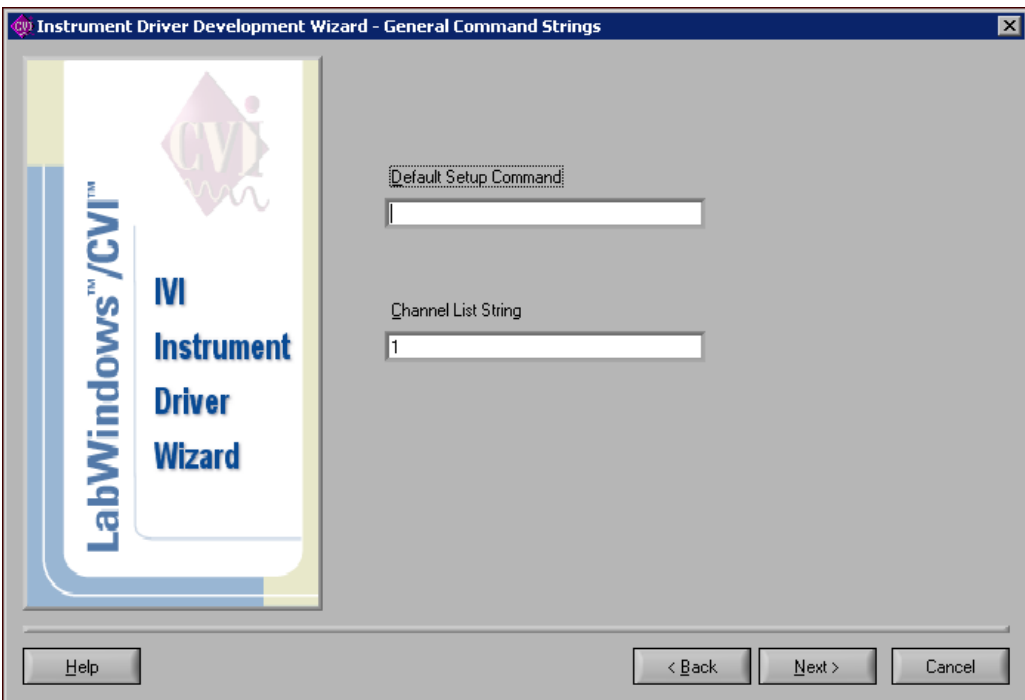 Instrument Driver Development Wizard - General Command Strings
CVI
LabWindows™/CVI™
IVI
Instrument
Driver
Wizard
Default Setup Command
Channel List String
1
Help
< Back
Next >
Cancel